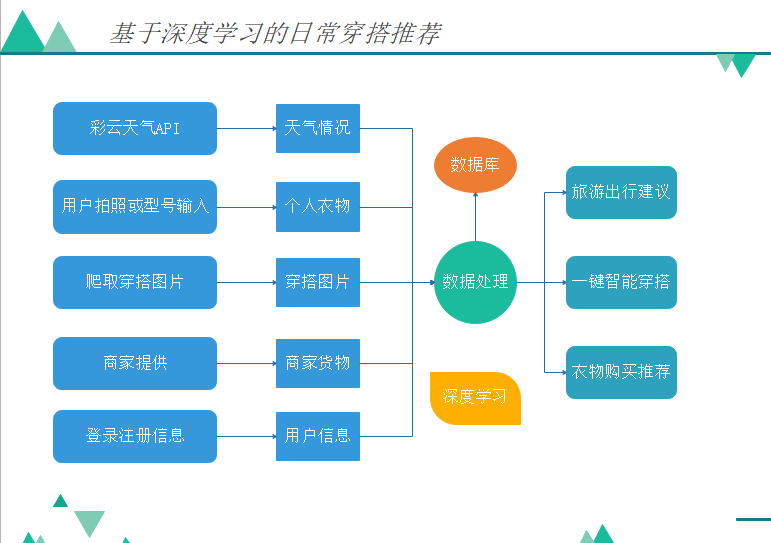 基于深度学习的日常穿搭推荐
彩云天气API
天气情况
用户拍照或型号输入
个人衣物
爬取穿搭图片
穿搭图片
商家提供
商家货物
登录注册信息
用户信息
数据库
数据处理
深度学习
旅游出行建议
一键智能穿搭
衣物购买推荐